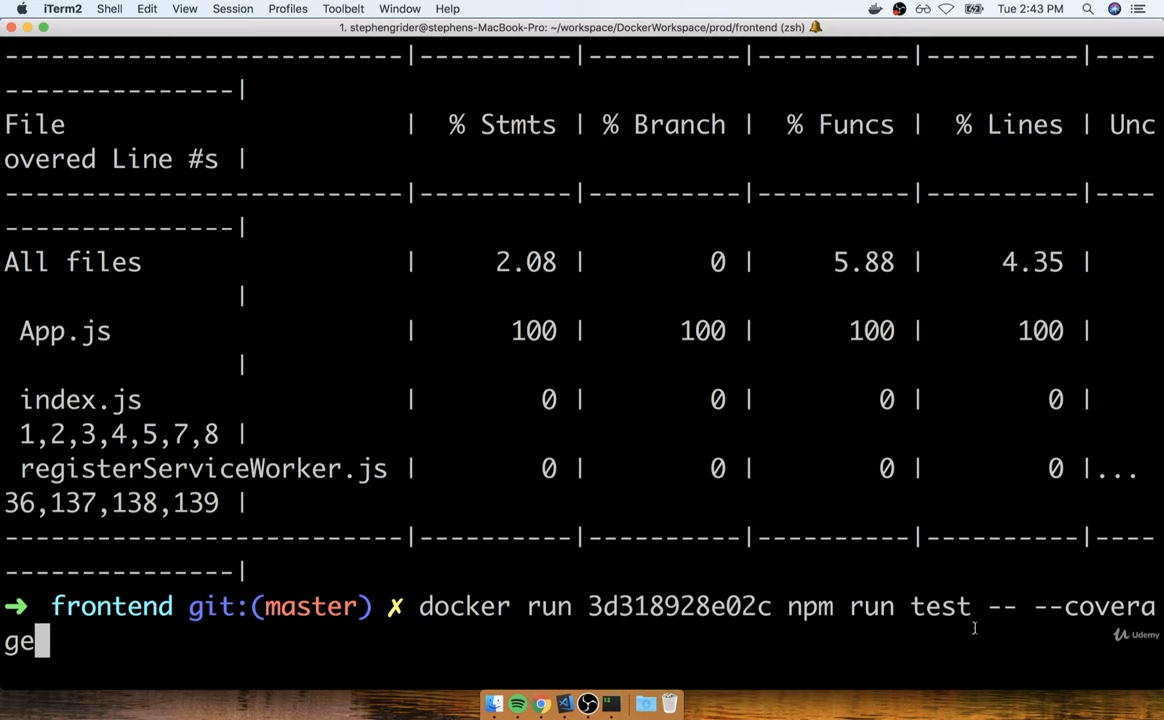 iTerm2 Shell Edit View Session Profiles Toolbelt Window Help Tue 2:43 PM
1. stephengrider@stephens-MacBook-Pro: ~/workspace/DockerWorkspace/prod/frontend (zsh)
--------------------------|----------|----------|----------|----------|----
---------------|
File | % Stmts | % Branch | % Funcs | % Lines | Unc
overed Line #s |
--------------------------|----------|----------|----------|----------|----
---------------|
All files | 2.08 | 0 | 5.88 | 4.35 |
|
App.js | 100 | 100 | 100 | 100 |
|
index.js | 0 | 0 | 0 | 0 |
1,2,3,4,5,7,8 |
registerServiceWorker.js | 0 | 0 | 0 | 0 |...
36,137,138,139 |
--------------------------|----------|----------|----------|----------|----
---------------|
➜ frontend git:(master) ✗ docker run 3d318928e02c npm run test -- --covera
ge
Udemy